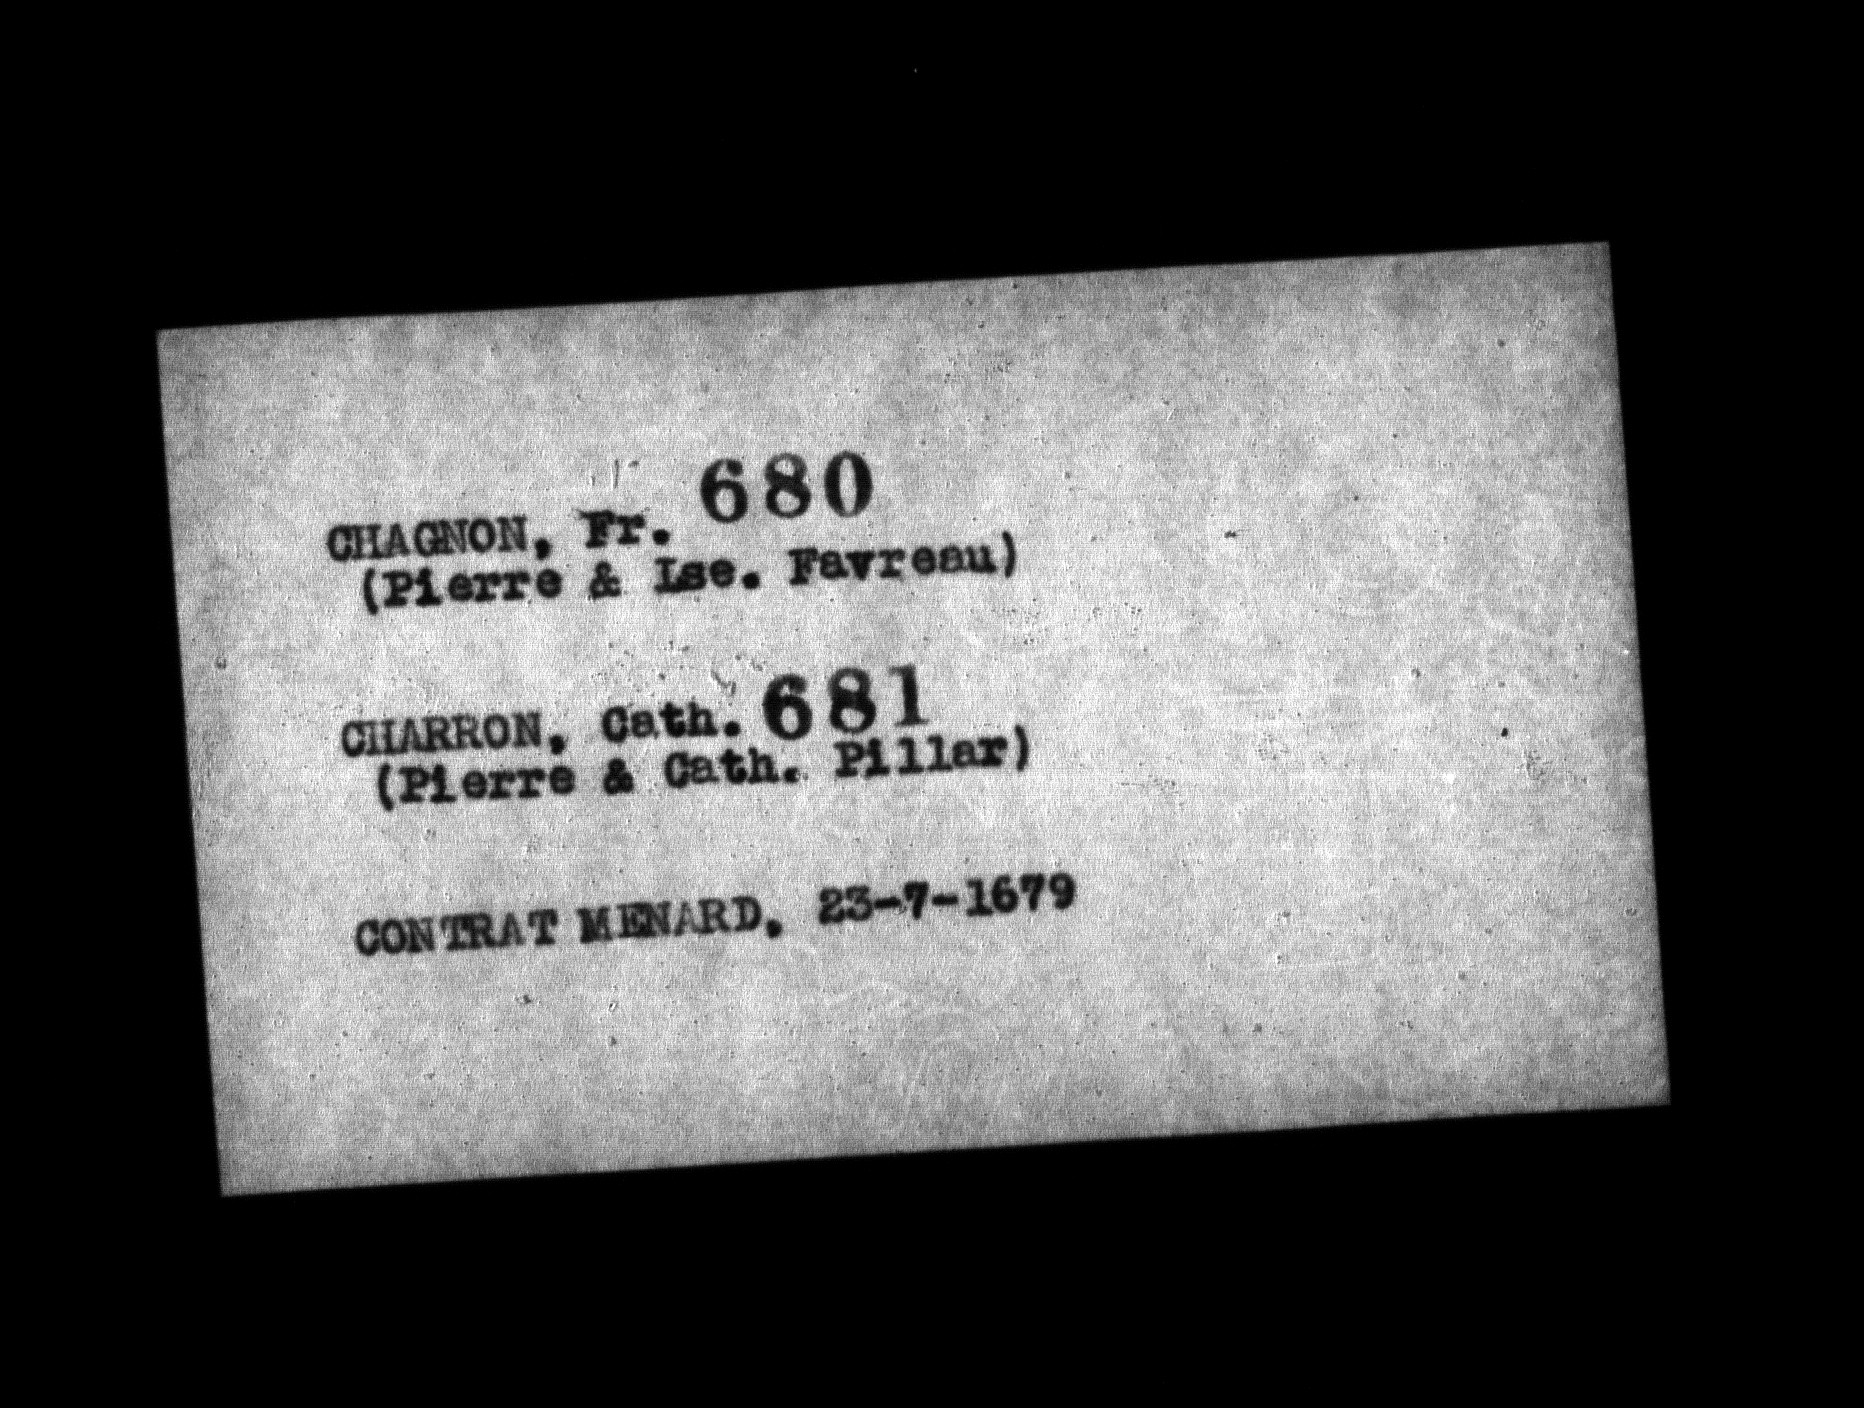 CHAGNON, Fr. 680
(Pierre & Lse. Favreau)
CHARRON, Cath. 681
(Pierre & Cath. Pillar)
CONTRAT MENARD, 23-7-1679